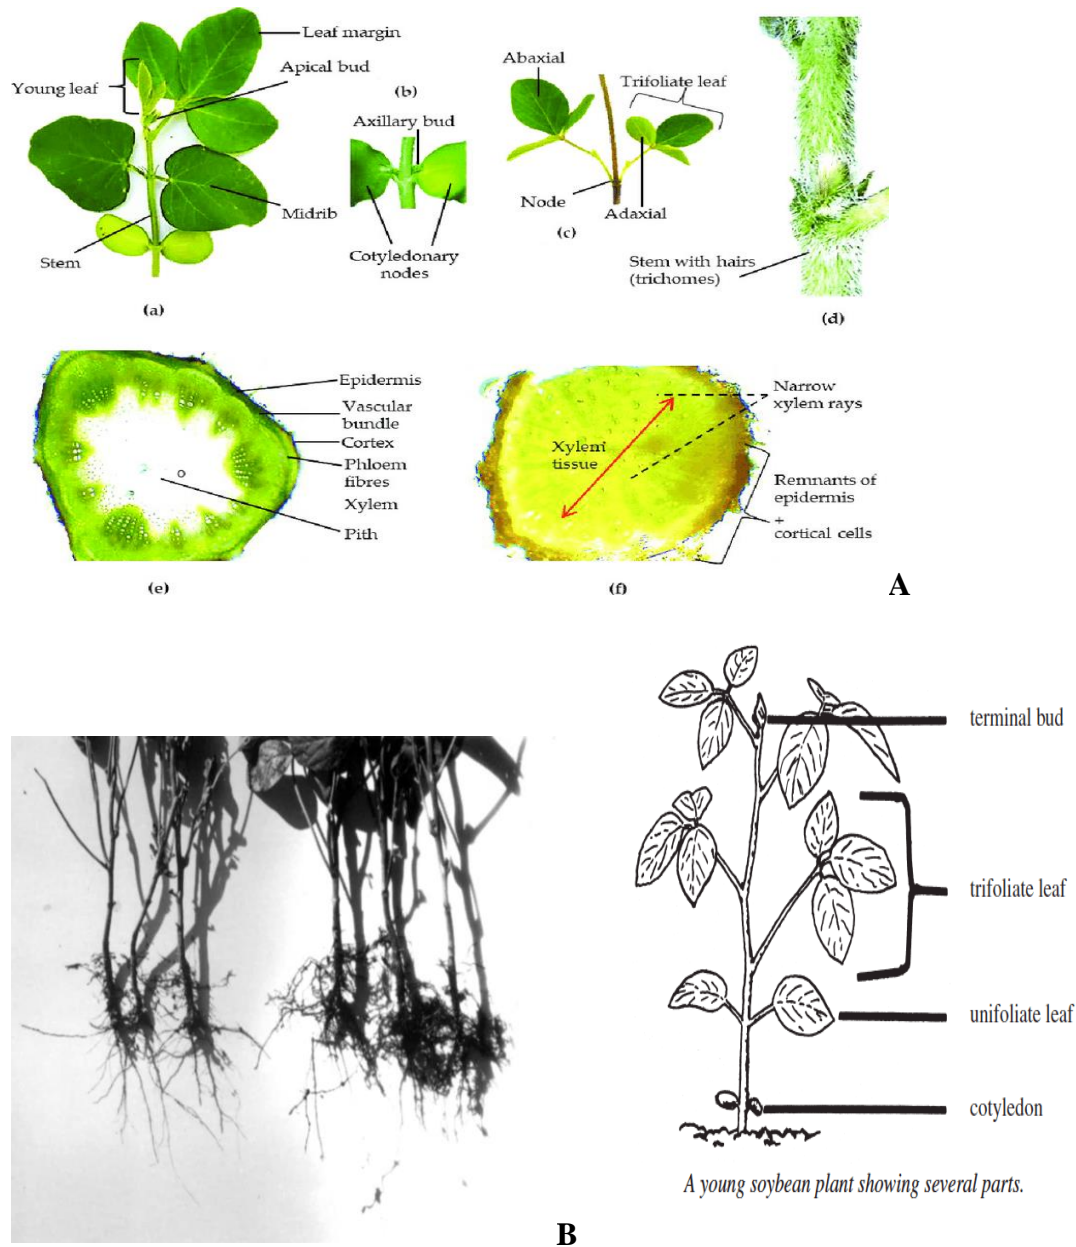 Leaf margin
Apical bud
Young leaf
Midrib
Stem
(a)
(b)
Axillary bud
Cotyledonary
nodes
Abaxial
Trifoliate leaf
Node
Adaxial
(c)
Stem with hairs
(trichomes)
(d)
Epidermis
Vascular
bundle
Cortex
Phloem
fibres
Xylem
Pith
(e)
Narrow
xylem rays
Xylem
tissue
Remnants of
epidermis
+
cortical cells
(f)
A
terminal bud
trifoliate leaf
unifoliate leaf
cotyledon
A young soybean plant showing several parts.
B